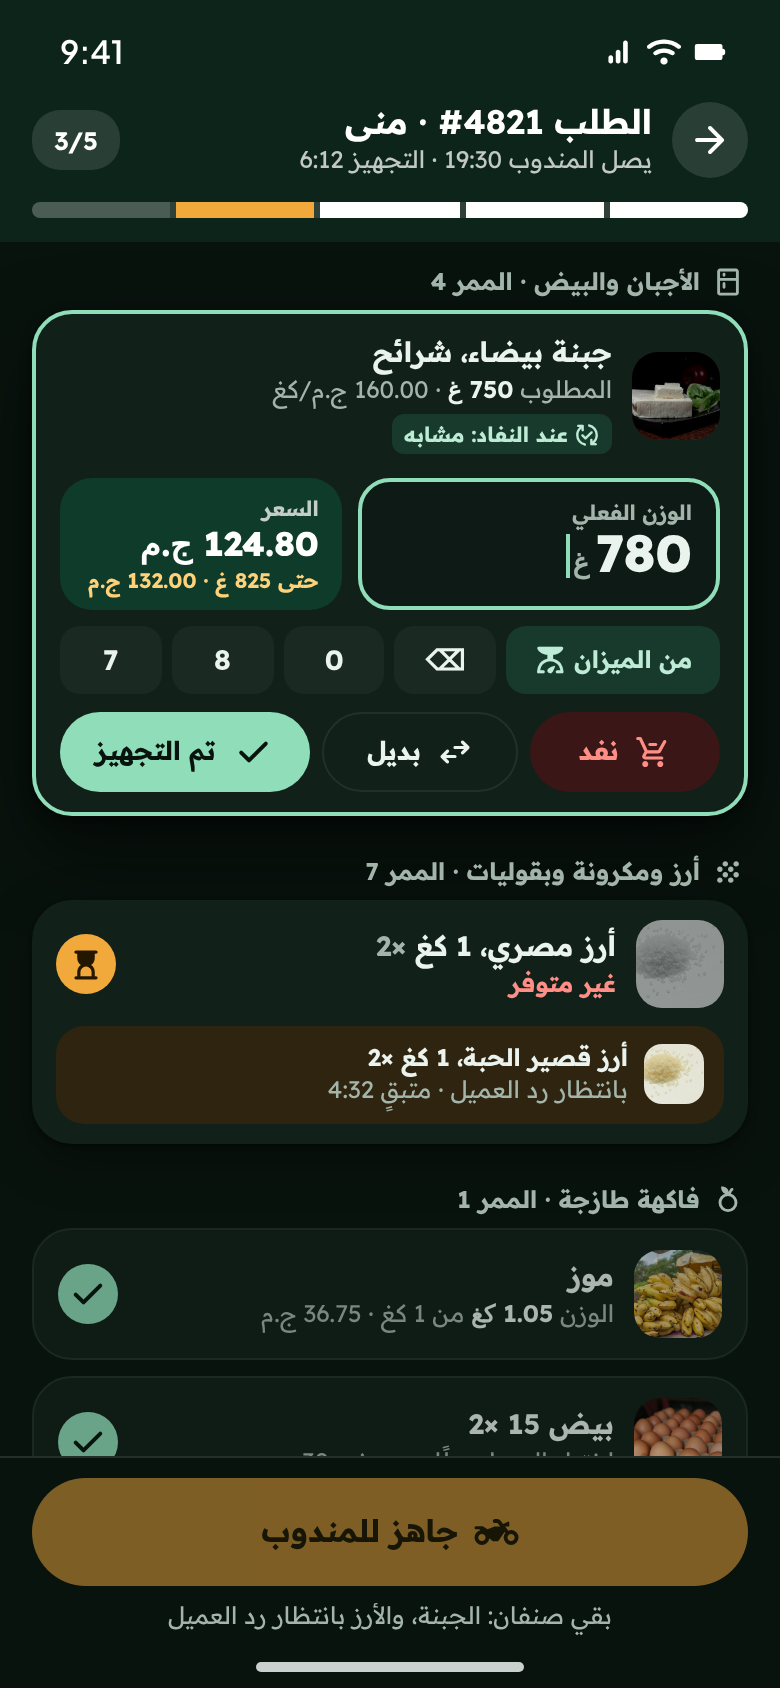 9:41
الطلب 4821# · منى
يصل المندوب 19:30 · التجهيز 6:12
3/5
الأجبان والبيض · الممر 4
جبنة بيضاء، شرائح
المطلوب 750 غ · 160.00 ج.م/كغ
عند النفاد: مشابه
الوزن الفعلي
780 غ
السعر
124.80 ج.م
حتى 825 غ · 132.00 ج.م
من الميزان
0
8
7
نفد
بديل
تم التجهيز
أرز ومكرونة وبقوليات · الممر 7
أرز مصري، 1 كغ ×2
غير متوفر
أرز قصير الحبة، 1 كغ ×2
بانتظار رد العميل · متبقٍ 4:32
فاكهة طازجة · الممر 1
موز
الوزن 1.05 كغ من 1 كغ · 36.75 ج.م
بيض 15 ×2
جاهز للمندوب
بقي صنفان: الجبنة، والأرز بانتظار رد العميل